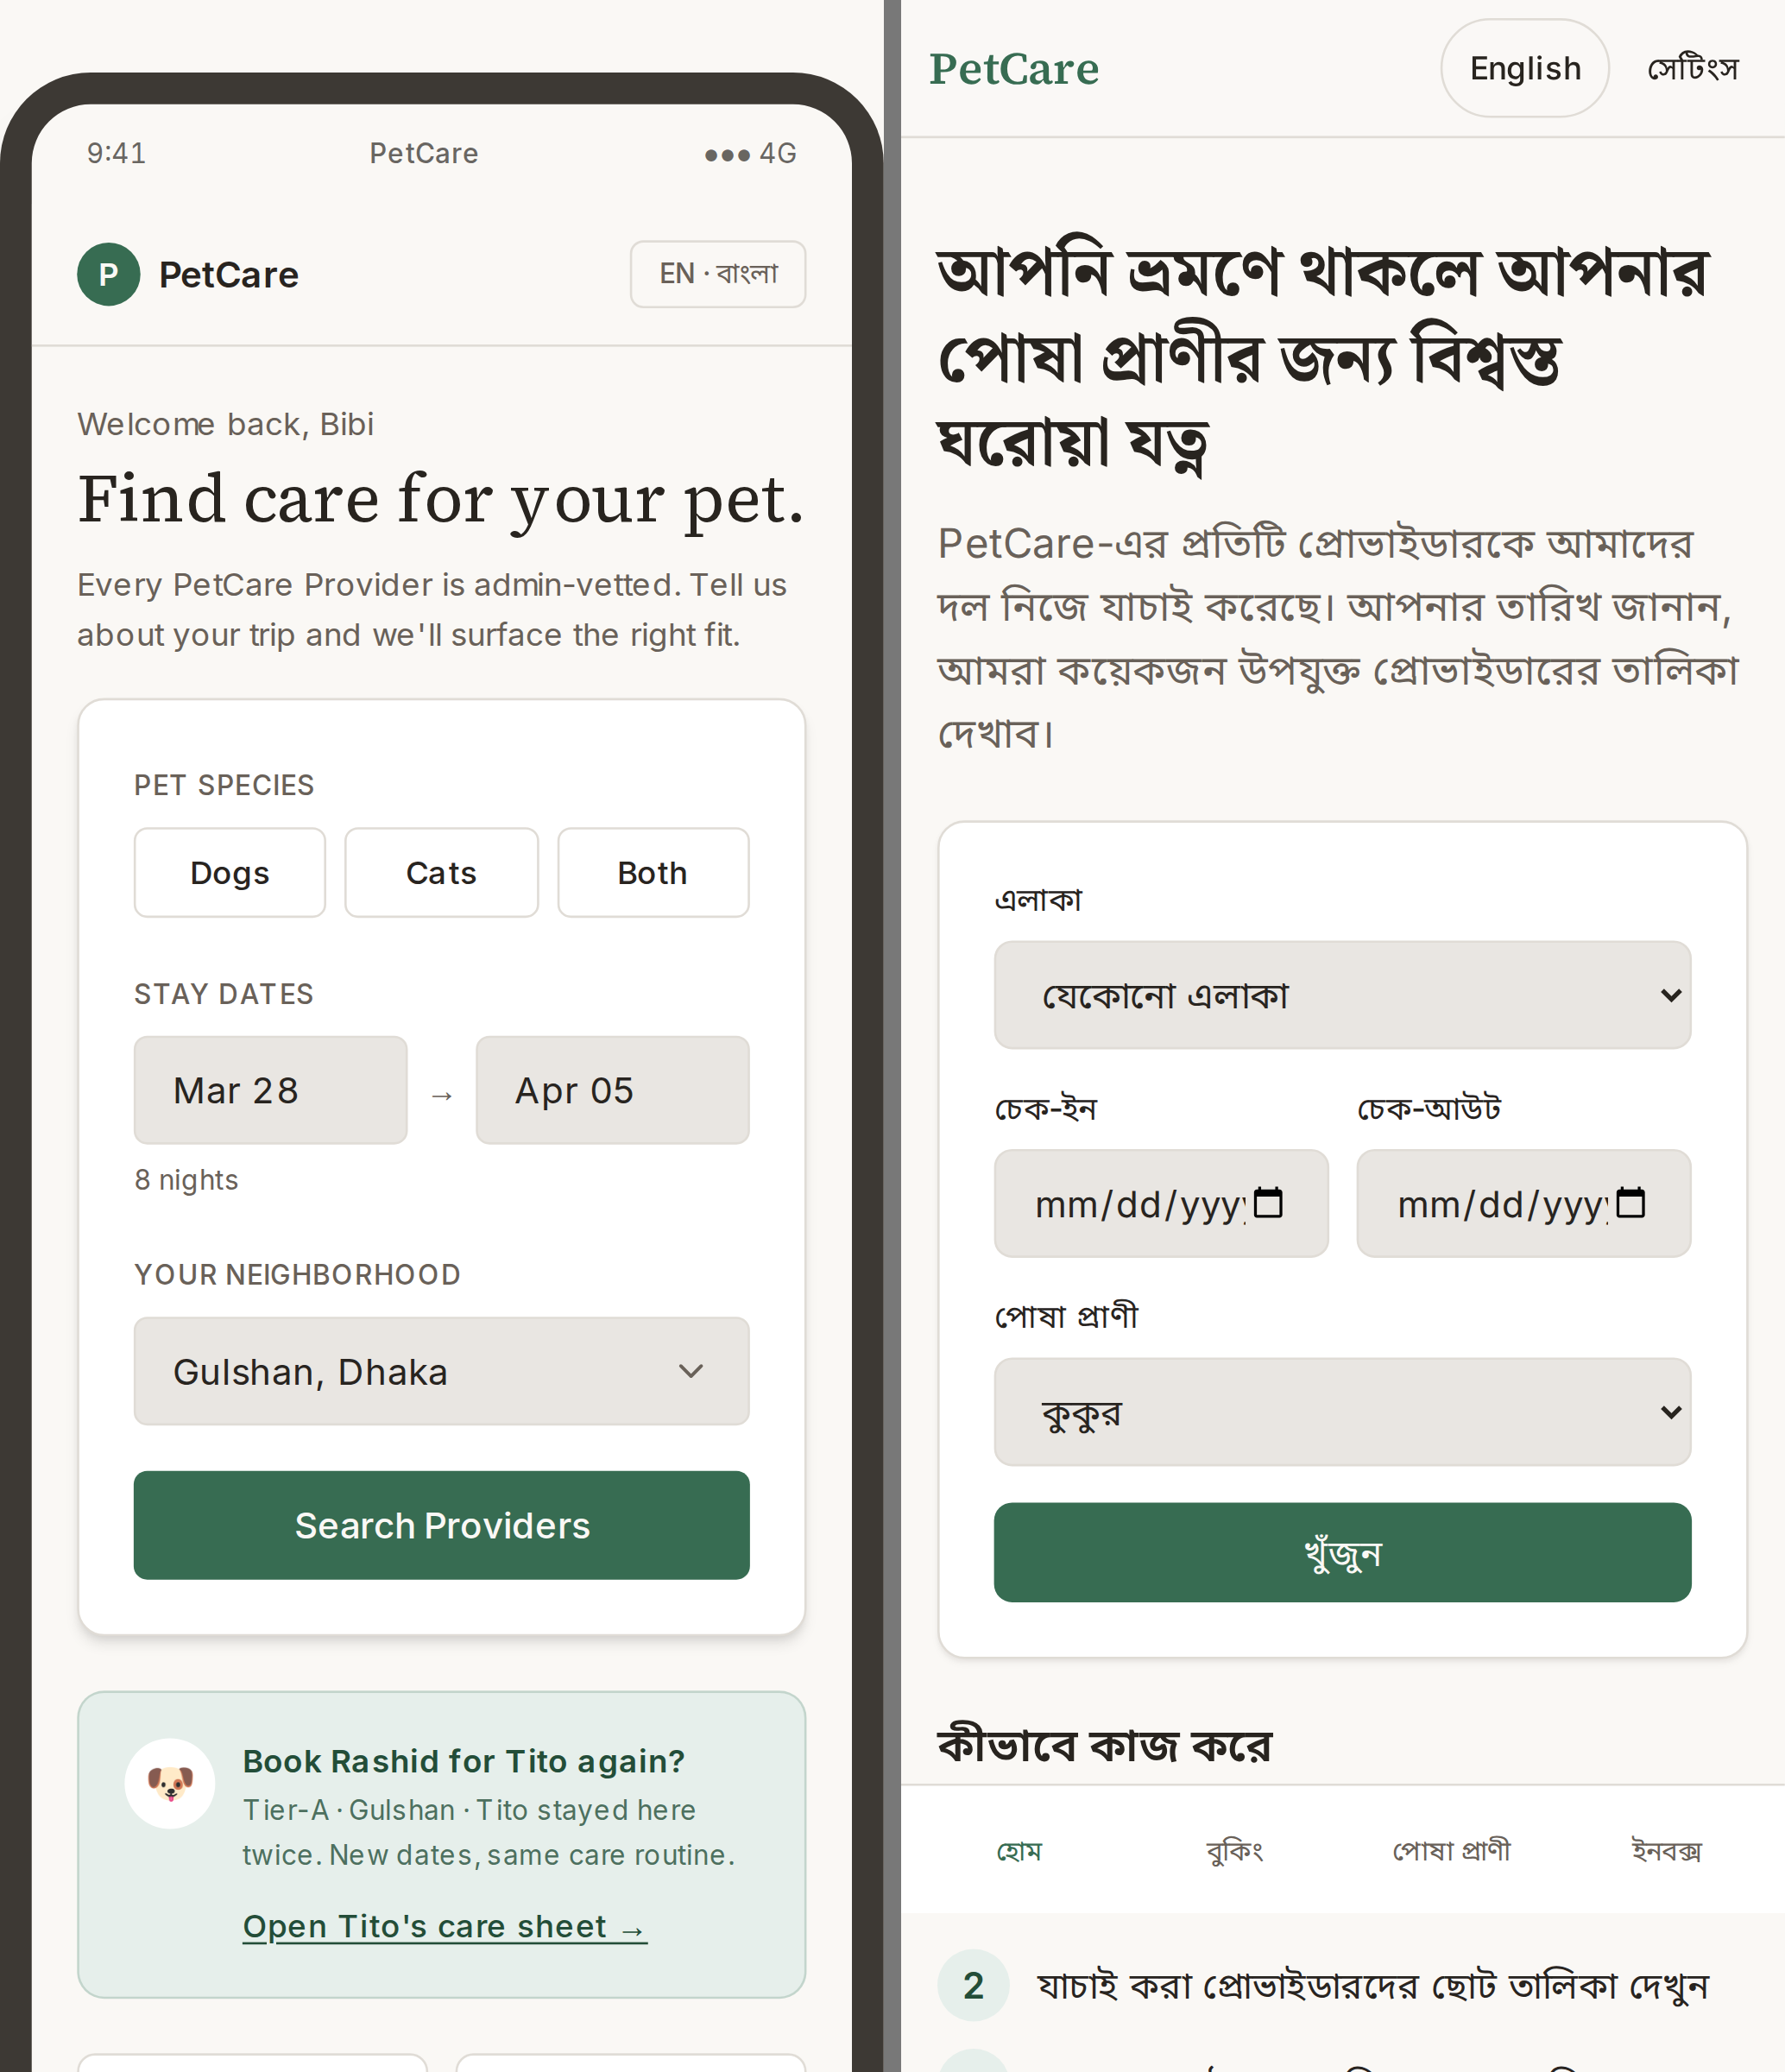 9:41 PetCare ●●● 4G
P PetCare EN · বাংলা
Welcome back, Bibi
Find care for your pet.
Every PetCare Provider is admin-vetted. Tell us
about your trip and we'll surface the right fit.
PET SPECIES
Dogs Cats Both
STAY DATES
Mar 28 → Apr 05
8 nights
YOUR NEIGHBORHOOD
Gulshan, Dhaka
Search Providers
Book Rashid for Tito again?
Tier-A · Gulshan · Tito stayed here
twice. New dates, same care routine.
Open Tito's care sheet →
PetCare English সেটিংস
আপনি ভ্রমণে থাকলে আপনার
পোষা প্রাণীর জন্য বিশ্বস্ত
ঘরোয়া যত্ন
PetCare-এর প্রতিটি প্রোভাইডারকে আমাদের
দল নিজে যাচাই করেছে। আপনার তারিখ জানান,
আমরা কয়েকজন উপযুক্ত প্রোভাইডারের তালিকা
দেখাব।
এলাকা
যেকোনো এলাকা
চেক-ইন চেক-আউট
mm/dd/yyyy mm/dd/yyyy
পোষা প্রাণী
কুকুর
খুঁজুন
কীভাবে কাজ করে
হোম বুকিং পোষা প্রাণী ইনবক্স
2 যাচাই করা প্রোভাইডারদের ছোট তালিকা দেখুন